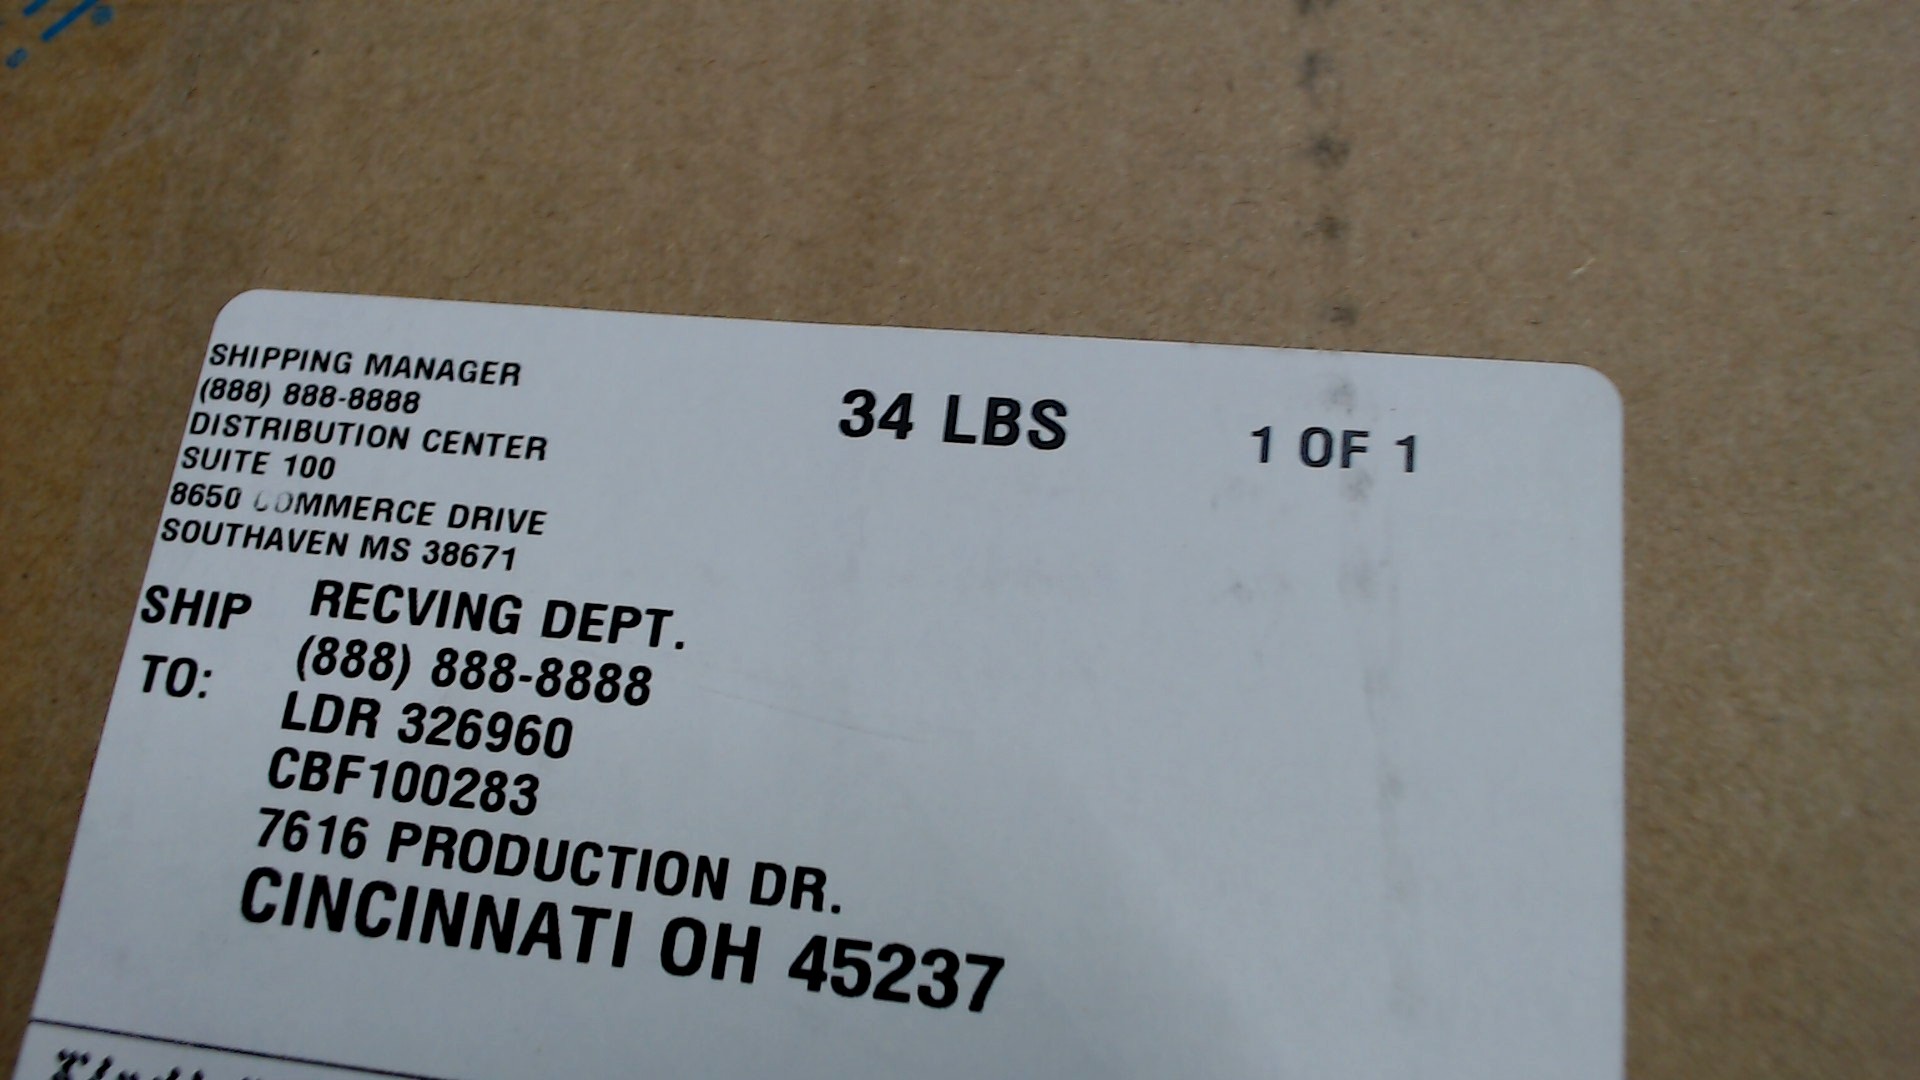 SHIPPING MANAGER
(888) 888-8888
DISTRIBUTION CENTER
SUITE 100
8650 COMMERCE DRIVE
SOUTHAVEN MS 38671
34 LBS
1 OF 1
SHIP TO:
RECVING DEPT.
(888) 888-8888
LDR 326960
CBF100283
7616 PRODUCTION DR.
CINCINNATI OH 45237